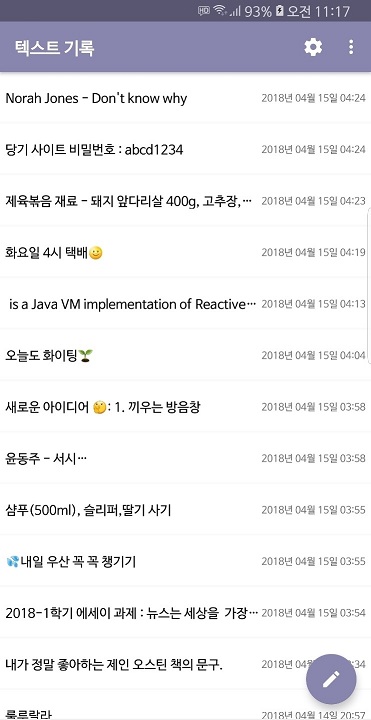 HD 93% 오전 11:17
텍스트 기록
Norah Jones - Don't know why 2018년 04월 15일 04:24
당기 사이트 비밀번호 : abcd1234 2018년 04월 15일 04:24
제육볶음 재료 - 돼지 앞다리살 400g, 고추장,··· 2018년 04월 15일 04:23
화요일 4시 택배🙂 2018년 04월 15일 04:19
is a Java VM implementation of Reactive··· 2018년 04월 15일 04:13
오늘도 화이팅🌱 2018년 04월 15일 04:04
새로운 아이디어 🤔: 1. 끼우는 방음창 2018년 04월 15일 03:58
윤동주 - 서시··· 2018년 04월 15일 03:58
샴푸(500ml), 슬리퍼,딸기 사기 2018년 04월 15일 03:55
💦내일 우산 꼭 꼭 챙기기 2018년 04월 15일 03:55
2018-1학기 에세이 과제 : 뉴스는 세상을 가장··· 2018년 04월 15일 03:54
내가 정말 좋아하는 제인 오스틴 책의 문구. 2018년 04월 :34
룰루랄라 2018년 04월 14일 20:57